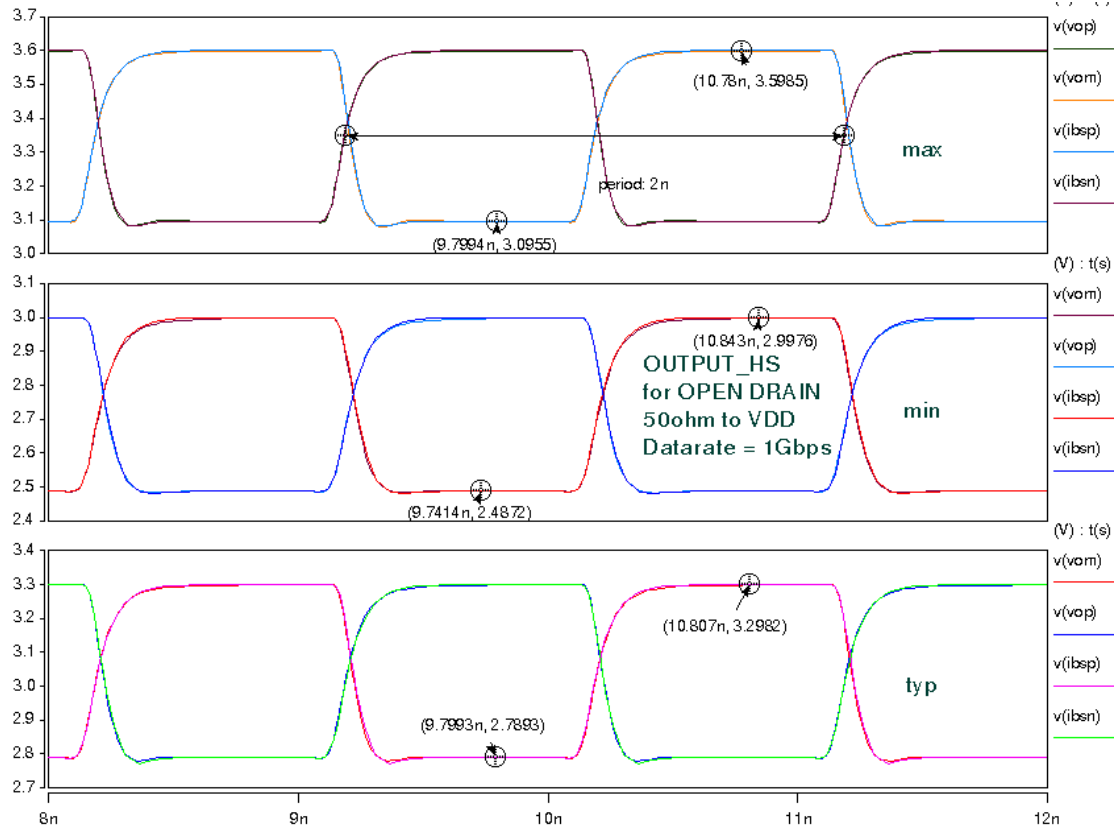 3.7
v(vop)
3.6
v(vom)
(10.78n, 3.5985)
3.5
v(ibsp)
3.4
max
3.3
v(ibsn)
period: 2n
3.2
3.1
(9.7994n, 3.0955)
3.0
(V) : t(s)
3.1
v(vom)
3.0
(10.843n, 2.9976)
v(vop)
2.9
OUTPUT_HS
for OPEN DRAIN
2.8
v(ibsp)
50ohm to VDD
min
2.7
Datarate = 1Gbps
v(ibsn)
2.6
2.5
(9.7414n, 2.4872)
2.4
(V) : t(s)
3.4
v(vom)
3.3
v(vop)
3.2
(10.807n, 3.2982)
3.1
v(ibsp)
3.0
typ
2.9
(9.7993n, 2.7893)
v(ibsn)
2.8
2.7
8n
9n
10n
11n
12n